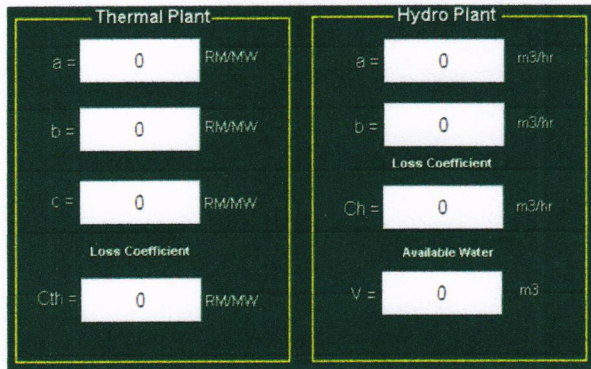 Thermal Plant
a = 0 RM/MW
b = 0 RM/MW
c = 0 RM/MW
Loss Coefficient
Cth = 0 RM/MW
Hydro Plant
a = 0 m3/hr
b = 0 m3/hr
Loss Coefficient
Ch = 0 m3/hr
Available Water
V = 0 m3